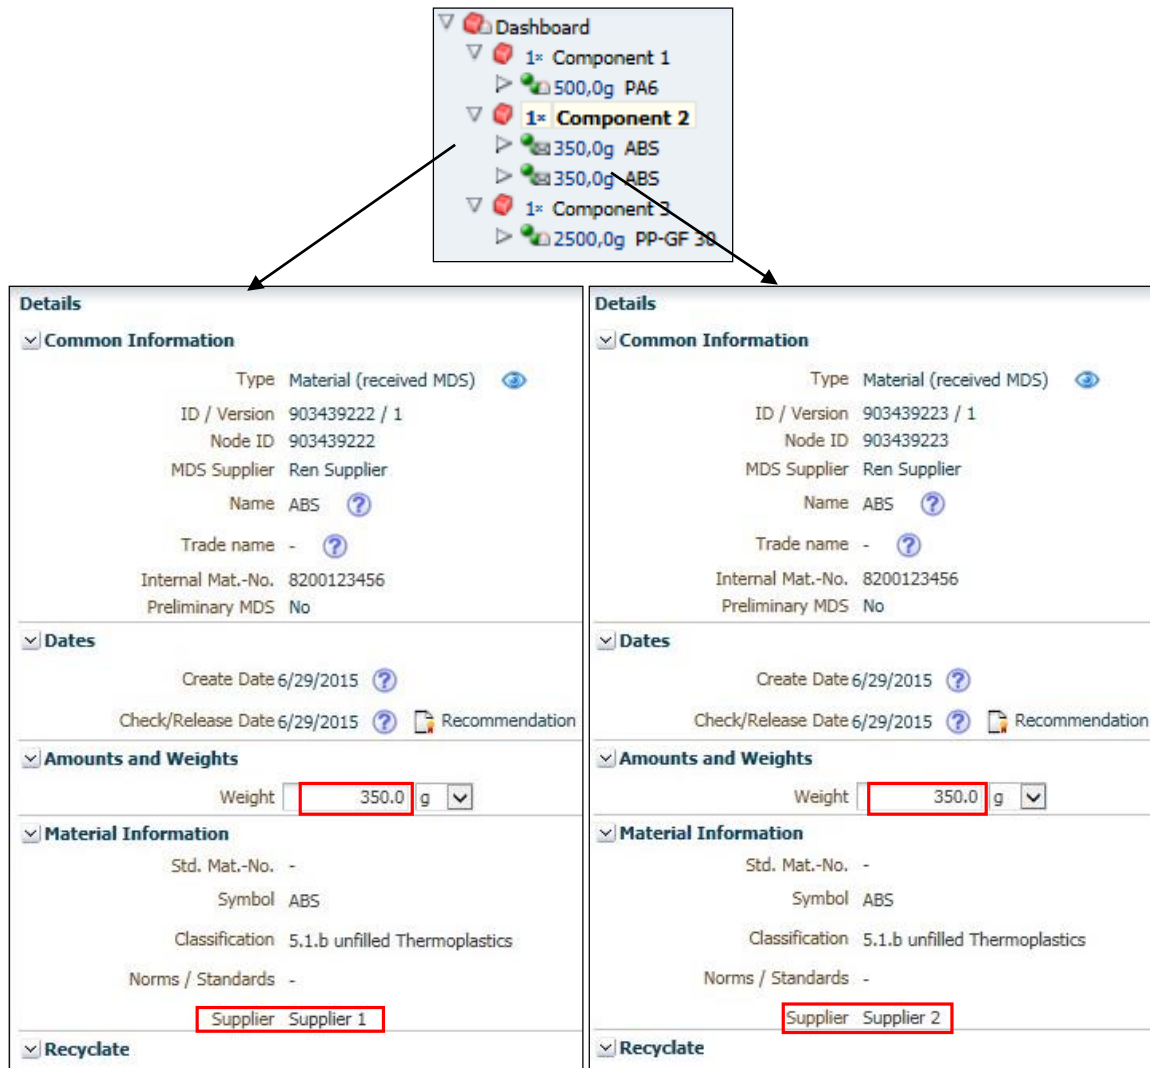 Dashboard
1× Component 1
500,0g PA6
1× Component 2
350,0g ABS
350,0g ABS
1× Component 3
2500,0g PP-GF 30
Details
Common Information
Type Material (received MDS)
ID / Version 903439222 / 1
Node ID 903439222
MDS Supplier Ren Supplier
Name ABS
Trade name -
Internal Mat.-No. 8200123456
Preliminary MDS No
Dates
Create Date 6/29/2015
Check/Release Date 6/29/2015 Recommendation
Amounts and Weights
Weight 350.0 g
Material Information
Std. Mat.-No. -
Symbol ABS
Classification 5.1.b unfilled Thermoplastics
Norms / Standards -
Supplier Supplier 1
Recyclate
Details
Common Information
Type Material (received MDS)
ID / Version 903439223 / 1
Node ID 903439223
MDS Supplier Ren Supplier
Name ABS
Trade name -
Internal Mat.-No. 8200123456
Preliminary MDS No
Dates
Create Date 6/29/2015
Check/Release Date 6/29/2015 Recommendation
Amounts and Weights
Weight 350.0 g
Material Information
Std. Mat.-No. -
Symbol ABS
Classification 5.1.b unfilled Thermoplastics
Norms / Standards -
Supplier Supplier 2
Recyclate